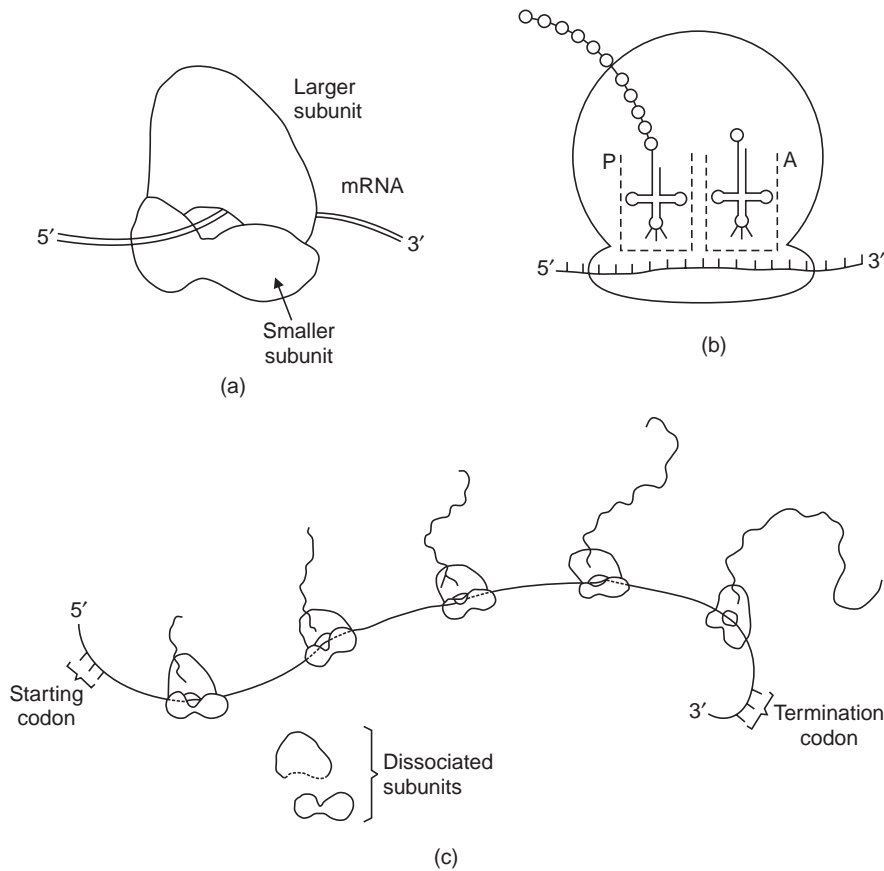 Larger
subunit
mRNA
5′
3′
Smaller
subunit
(a)
P
A
5′
3′
(b)
5′
Starting
codon
3′
Termination
codon
Dissociated
subunits
(c)